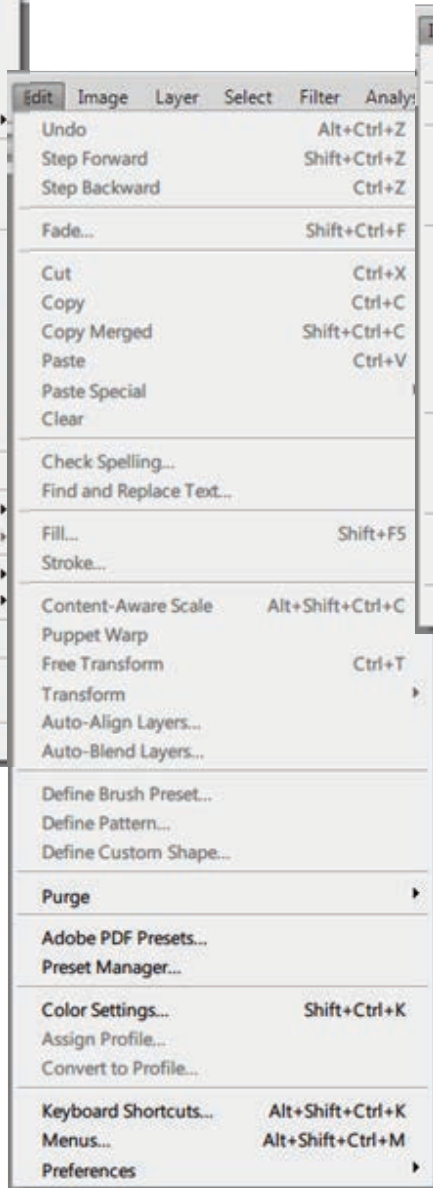 Edit Image Layer Select Filter
Undo Alt+Ctrl+Z
Step Forward Shift+Ctrl+Z
Step Backward Ctrl+Z
Fade... Shift+Ctrl+F
Cut Ctrl+X
Copy Ctrl+C
Copy Merged Shift+Ctrl+C
Paste Ctrl+V
Paste Special
Clear
Check Spelling...
Find and Replace Text...
Fill... Shift+F5
Stroke...
Content-Aware Scale Alt+Shift+Ctrl+C
Puppet Warp
Free Transform Ctrl+T
Transform
Auto-Align Layers...
Auto-Blend Layers...
Define Brush Preset...
Define Pattern...
Define Custom Shape...
Purge
Adobe PDF Presets...
Preset Manager...
Color Settings... Shift+Ctrl+K
Assign Profile...
Convert to Profile...
Keyboard Shortcuts... Alt+Shift+Ctrl+K
Menus... Alt+Shift+Ctrl+M
Preferences